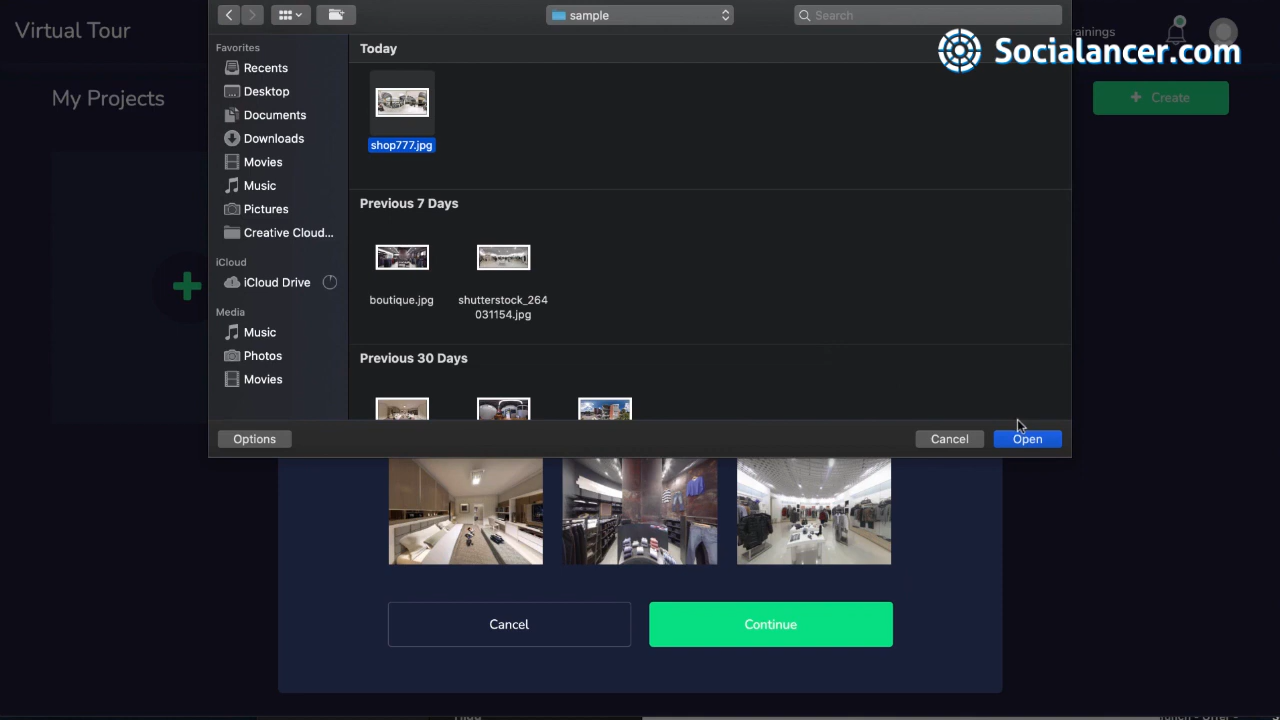 Virtual Tour
sample
Search
rainings
Socialancer.com
My Projects
Create
Favorites
Recents
Desktop
Documents
Downloads
Movies
Music
Pictures
Creative Cloud...
iCloud
iCloud Drive
Media
Music
Photos
Movies
Today
shop777.jpg
Previous 7 Days
boutique.jpg
shutterstock_264
031154.jpg
Previous 30 Days
Options
Cancel
Open
Cancel
Continue